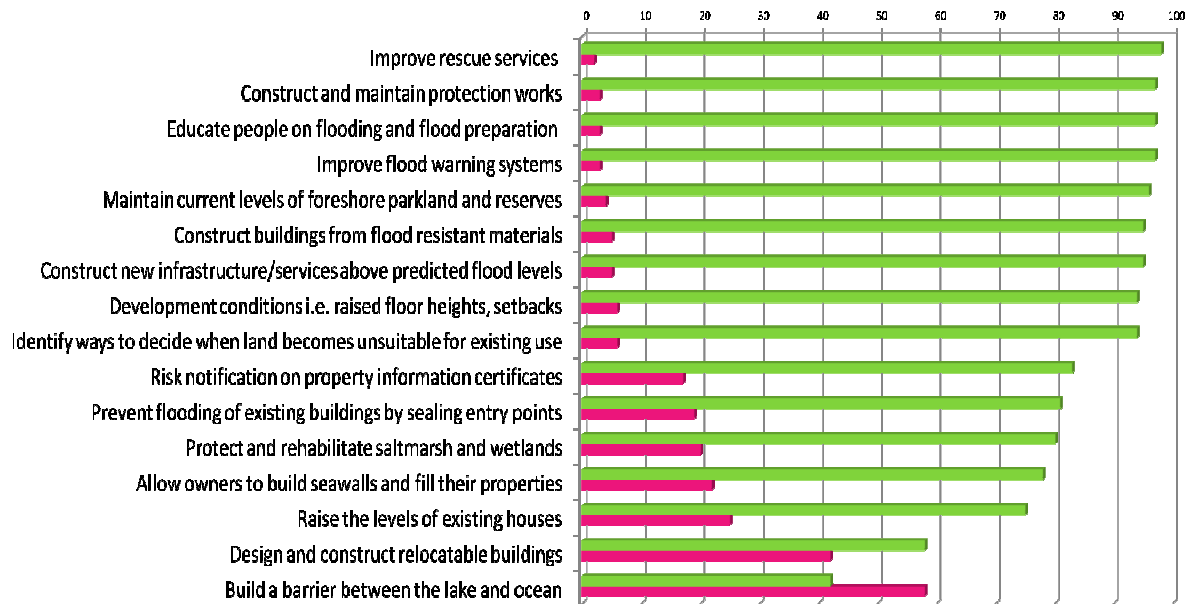 0 10 20 30 40 50 60 70 80 90 100
Improve rescue services
Construct and maintain protection works
Educate people on flooding and flood preparation
Improve flood warning systems
Maintain current levels of foreshore parkland and reserves
Construct buildings from flood resistant materials
Construct new infrastructure/services above predicted flood levels
Development conditions i.e. raised floor heights, setbacks
Identify ways to decide when land becomes unsuitable for existing use
Risk notification on property information certificates
Prevent flooding of existing buildings by sealing entry points
Protect and rehabilitate saltmarsh and wetlands
Allow owners to build seawalls and fill their properties
Raise the levels of existing houses
Design and construct relocatable buildings
Build a barrier between the lake and ocean